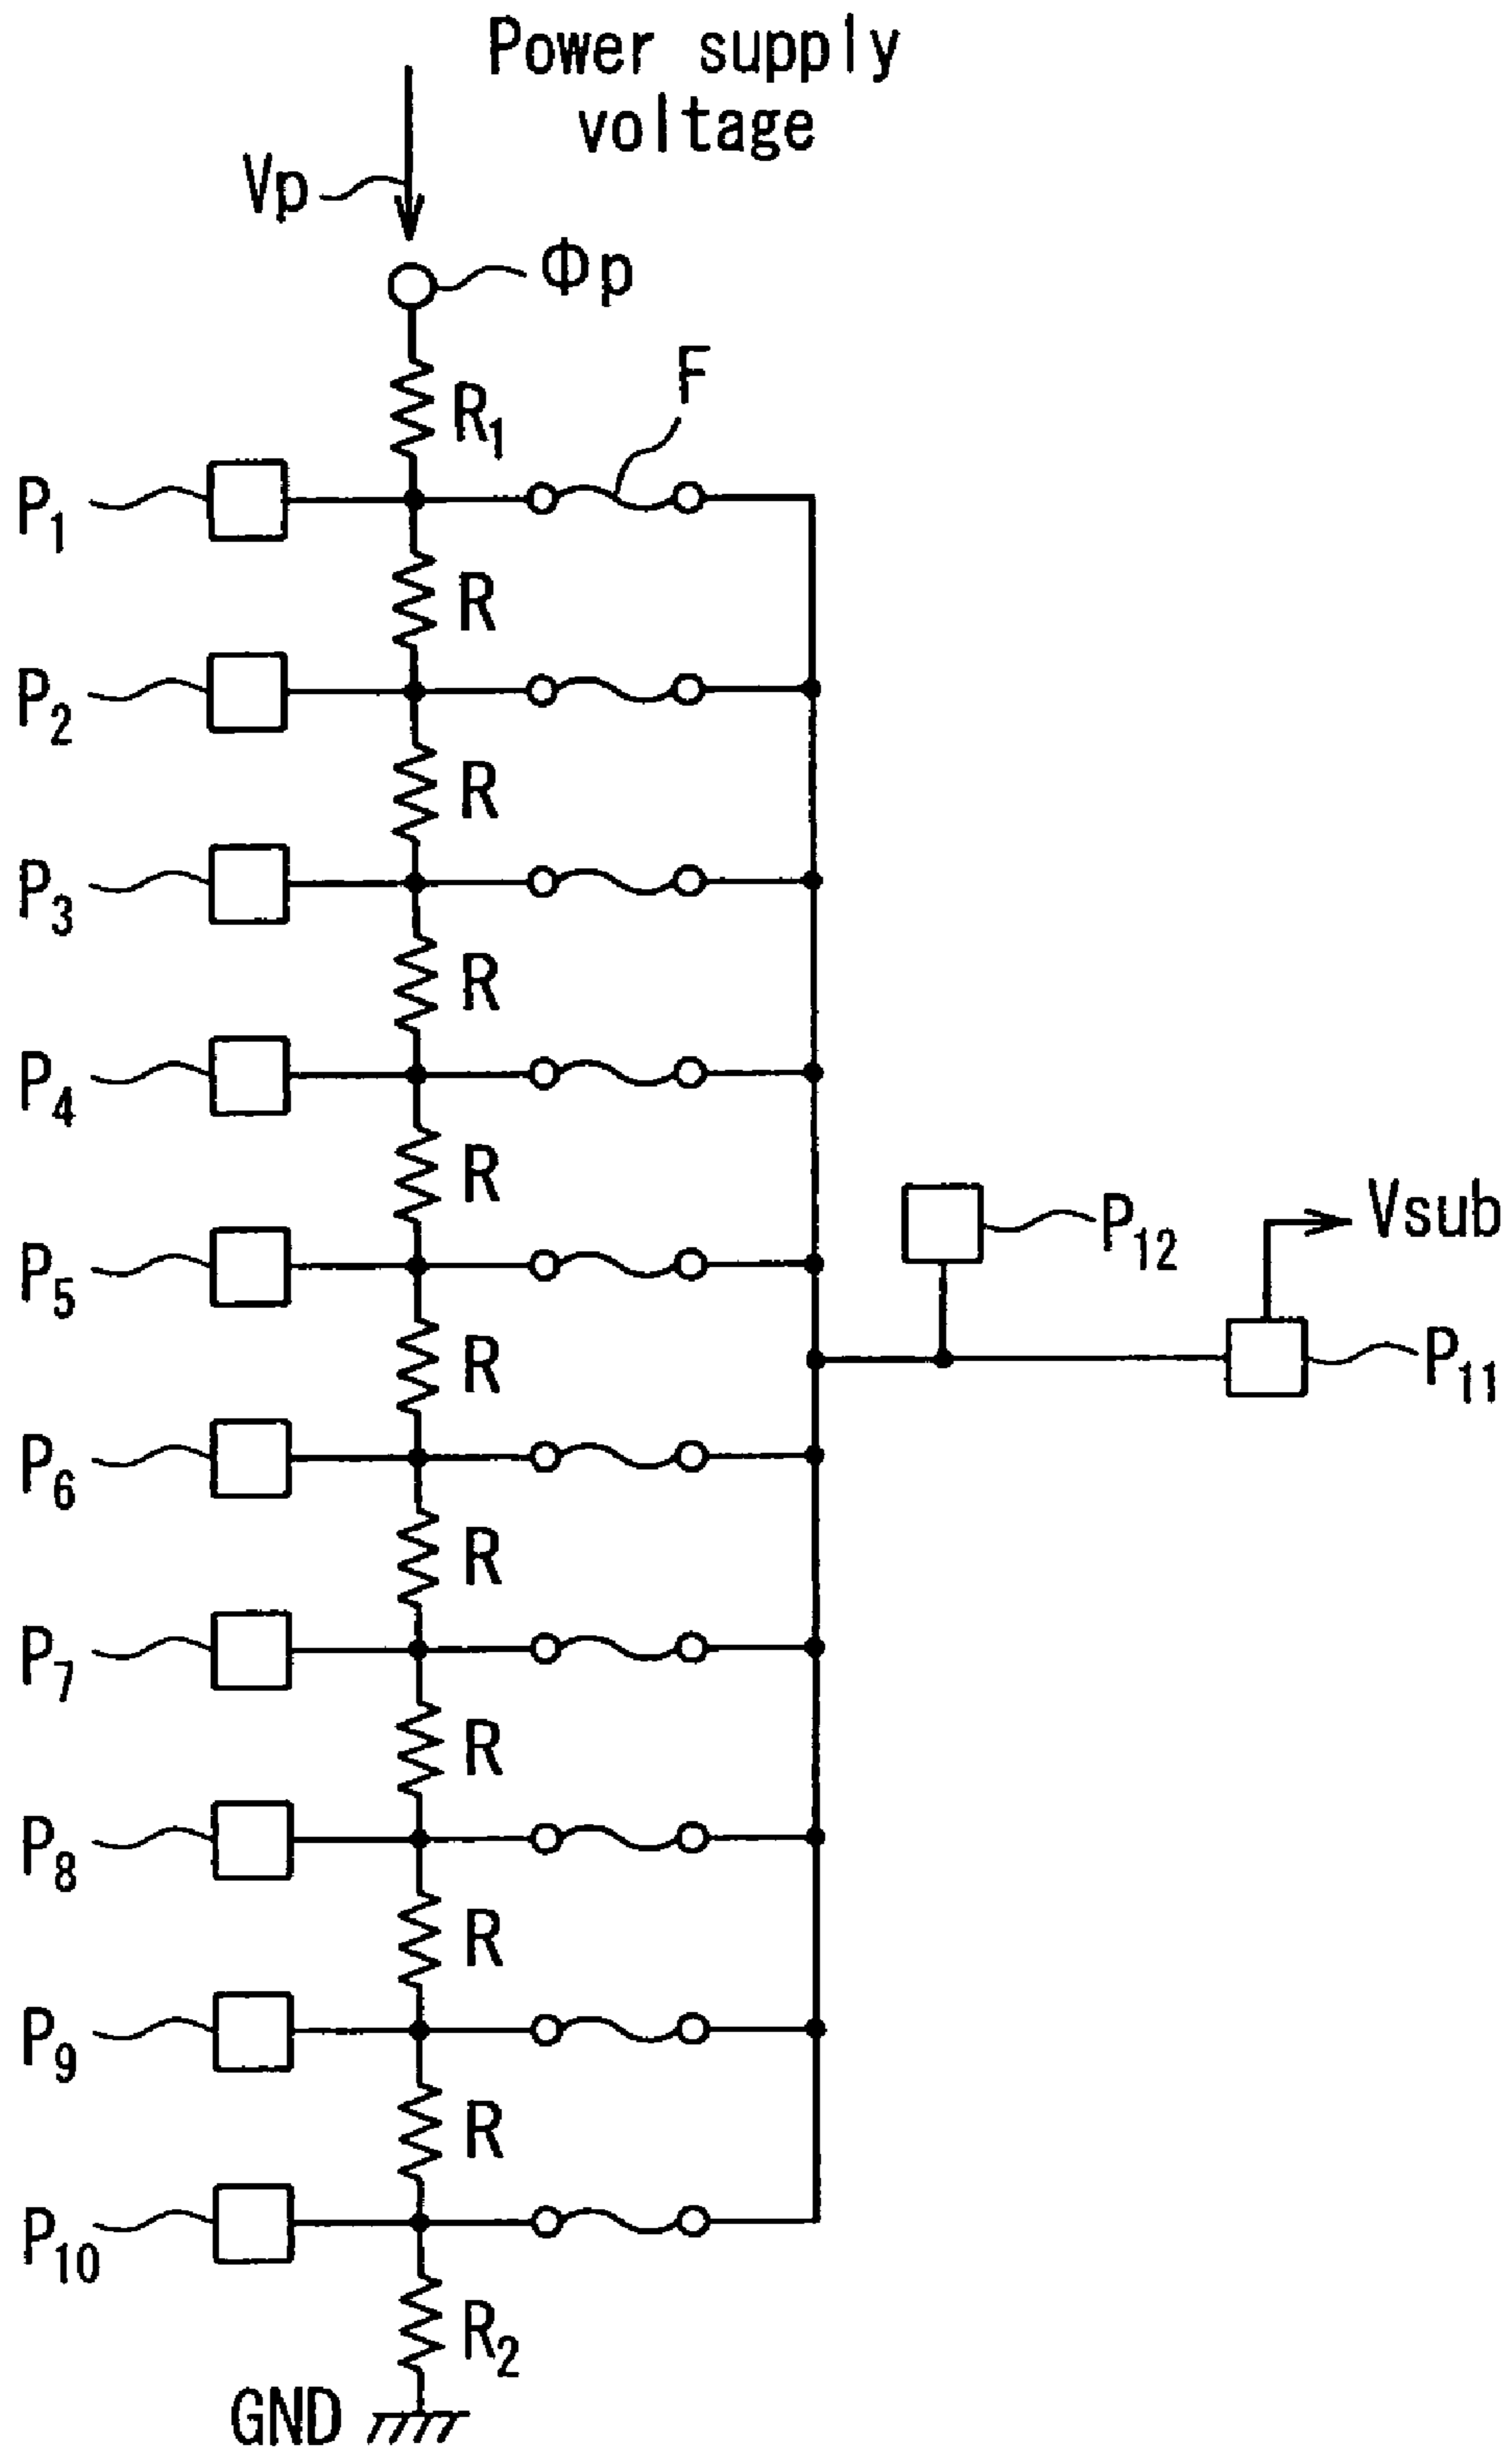 Power supply
voltage
Vp
Φp
F
R1
P1
R
P2
R
P3
R
P4
R
P5
P12
Vsub
R
P11
P6
R
P7
R
P8
R
P9
R
P10
R2
GND